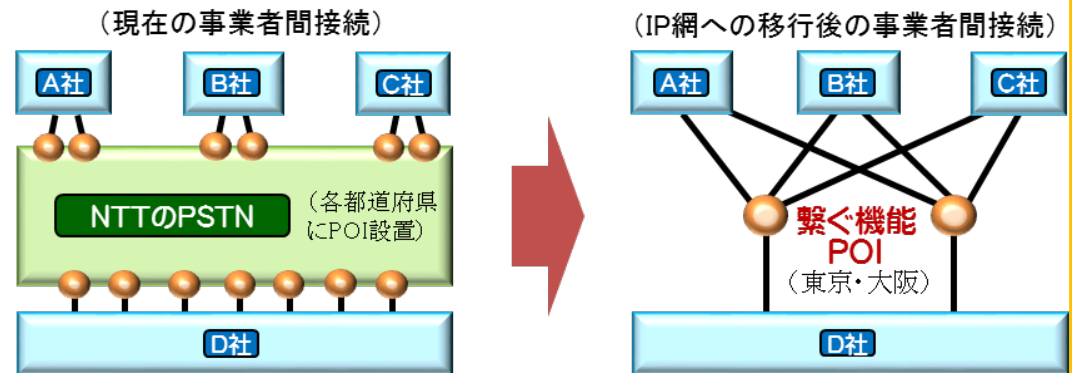 （現在の事業者間接続）
A社
B社
C社
NTTのPSTN
（各都道府県
にPOI設置）
D社
（IP網への移行後の事業者間接続）
A社
B社
C社
繋ぐ機能
POI
（東京・大阪）
D社